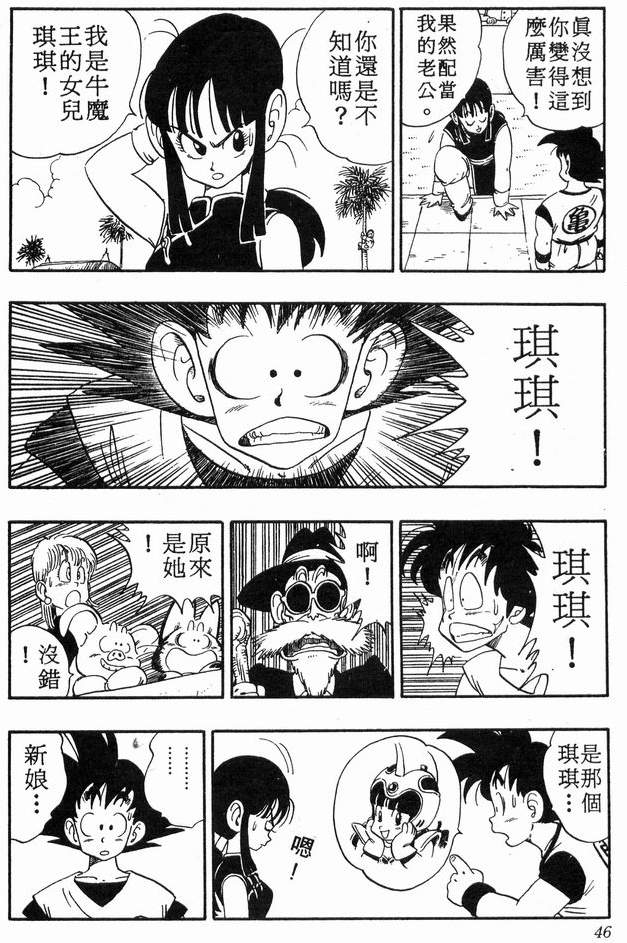 真沒想到
你變得這
麼厲害!
果然配當
我的老公。
龜
你還是不
知道嗎?
我是牛魔
王的女兒
琪琪!
琪
琪!
琪
琪!
啊!
原來
是她
!
沒錯
!
是那個
琪琪…
嗯!
……
……
新娘…
46